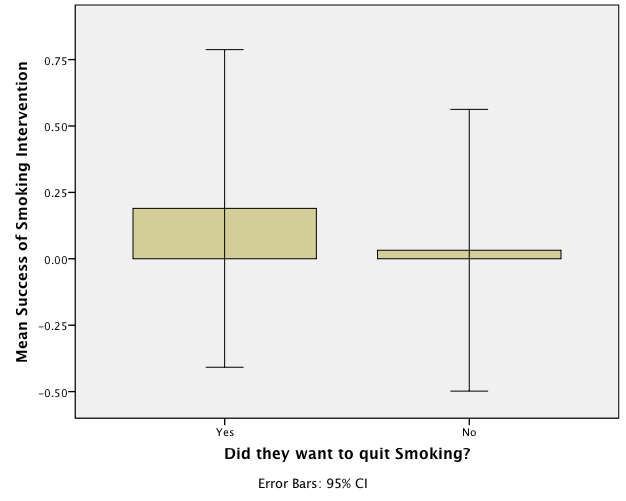 Mean Success of Smoking Intervention
0.75
0.50
0.25
0.00
-0.25
-0.50
Yes
No
Did they want to quit Smoking?
Error Bars: 95% CI